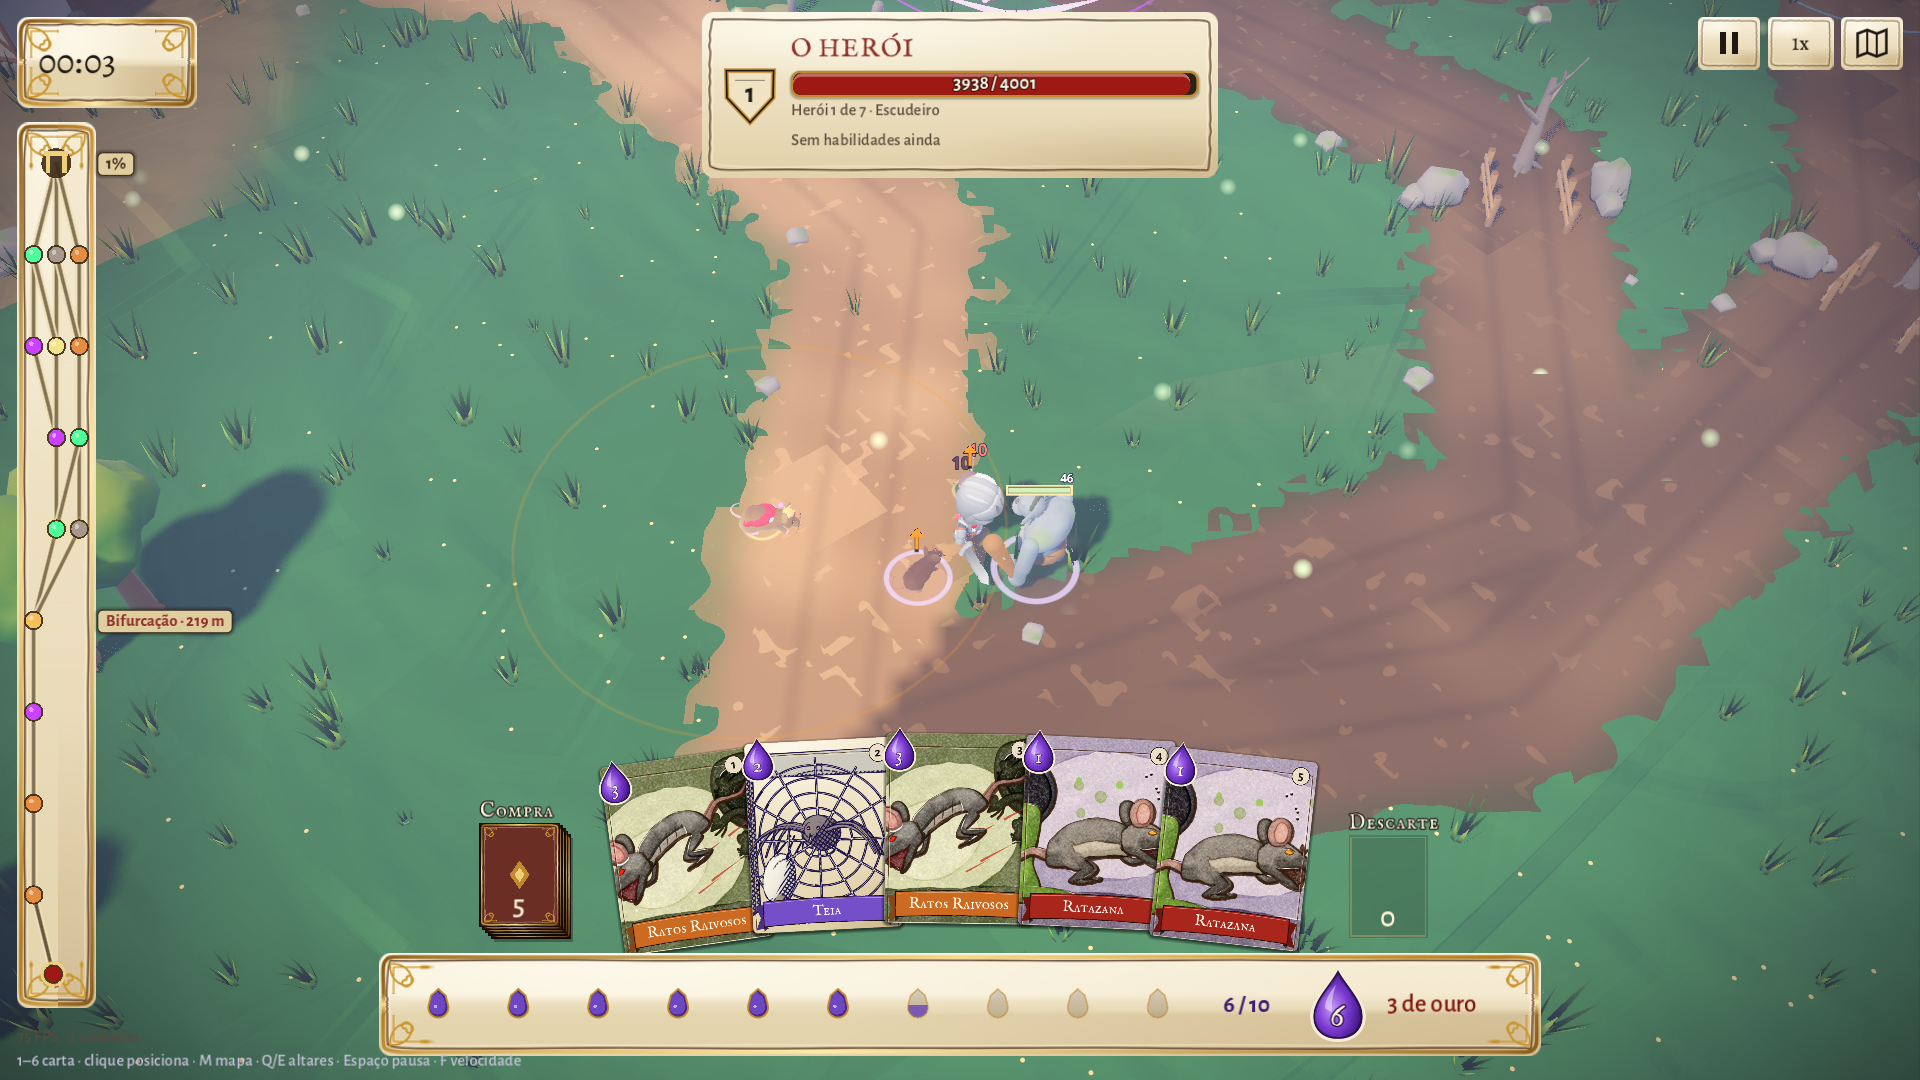 00:03
O HERÓI
1
3938 / 4001
Herói 1 de 7 · Escudeiro
Sem habilidades ainda
1x
1%
Bifurcação · 219 m
10
10
46
Compra
5
3
1
Ratos Raivosos
2
2
Teia
3
3
Ratos Raivosos
1
4
Ratazana
1
5
Ratazana
Descarte
0
6 / 10
6
3 de ouro
1–6 carta · clique posiciona · M mapa · Q/E altares · Espaço pausa · F velocidade